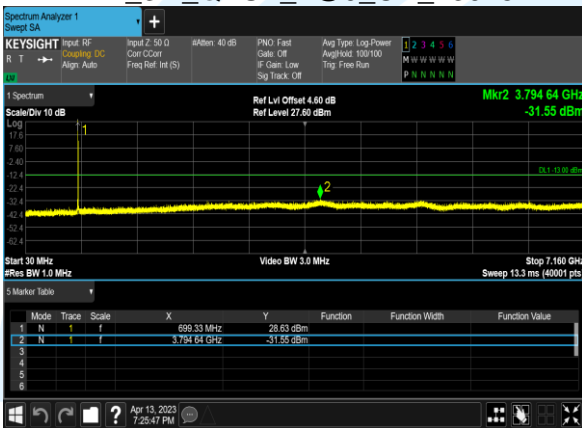 Spectrum Analyzer 1
Swept SA
+
KEYSIGHT Input: RF Input Z: 50 Ω #Atten: 40 dB PNO: Fast Avg Type: Log-Power 1 2 3 4 5 6
R T Coupling: DC Corr CCorr Gate: Off Avg|Hold: 100/100 M W W W W W
Align: Auto Freq Ref: Int (S) IF Gain: Low Trig: Free Run
LW Sig Track: Off P N N N N N
1 Spectrum Ref Lvl Offset 4.60 dB Mkr2 3.794 64 GHz
Scale/Div 10 dB Ref Level 27.60 dBm -31.55 dBm
Log
17.6
1
7.60
-2.40
DL1 -13.00 dBm
-12.4
-22.4
2
-32.4
-42.4
-52.4
-62.4
Start 30 MHz Video BW 3.0 MHz Stop 7.160 GHz
#Res BW 1.0 MHz Sweep 13.3 ms (40001 pts)
5 Marker Table
Mode Trace Scale X Y Function Function Width Function Value
1 N 1 f 699.33 MHz 28.63 dBm
2 N 1 f 3.794 64 GHz -31.55 dBm
3
4
5
6
? Apr 13, 2023
7:25:47 PM